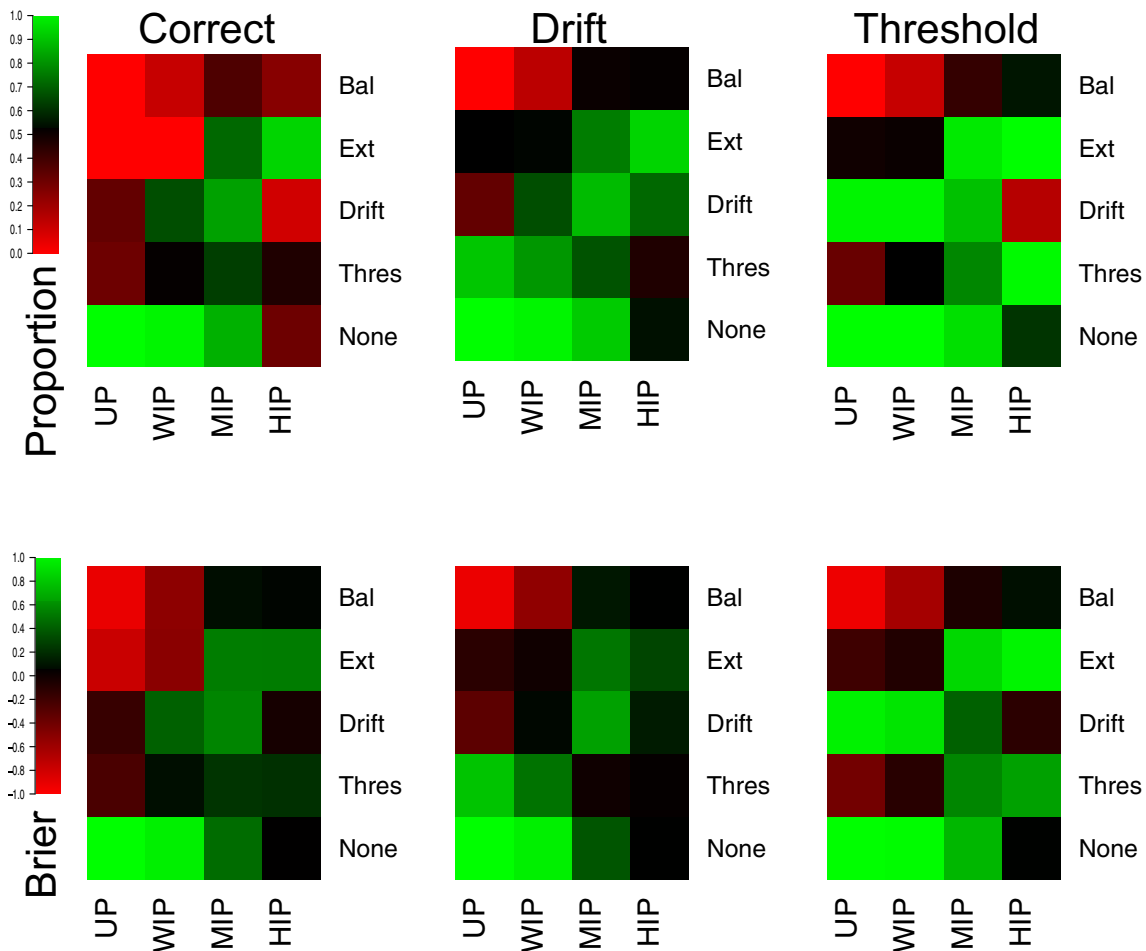 Correct
Drift
Threshold
1.0
0.9
0.8
0.7
0.6
0.5
0.4
0.3
0.2
0.1
0.0
Proportion
Bal
Ext
Drift
Thres
None
UP
WIP
MIP
HIP
Bal
Ext
Drift
Thres
None
UP
WIP
MIP
HIP
Bal
Ext
Drift
Thres
None
UP
WIP
MIP
HIP
1.0
0.8
0.6
0.4
0.2
0.0
−0.2
−0.4
−0.6
−0.8
−1.0
Brier
Bal
Ext
Drift
Thres
None
UP
WIP
MIP
HIP
Bal
Ext
Drift
Thres
None
UP
WIP
MIP
HIP
Bal
Ext
Drift
Thres
None
UP
WIP
MIP
HIP